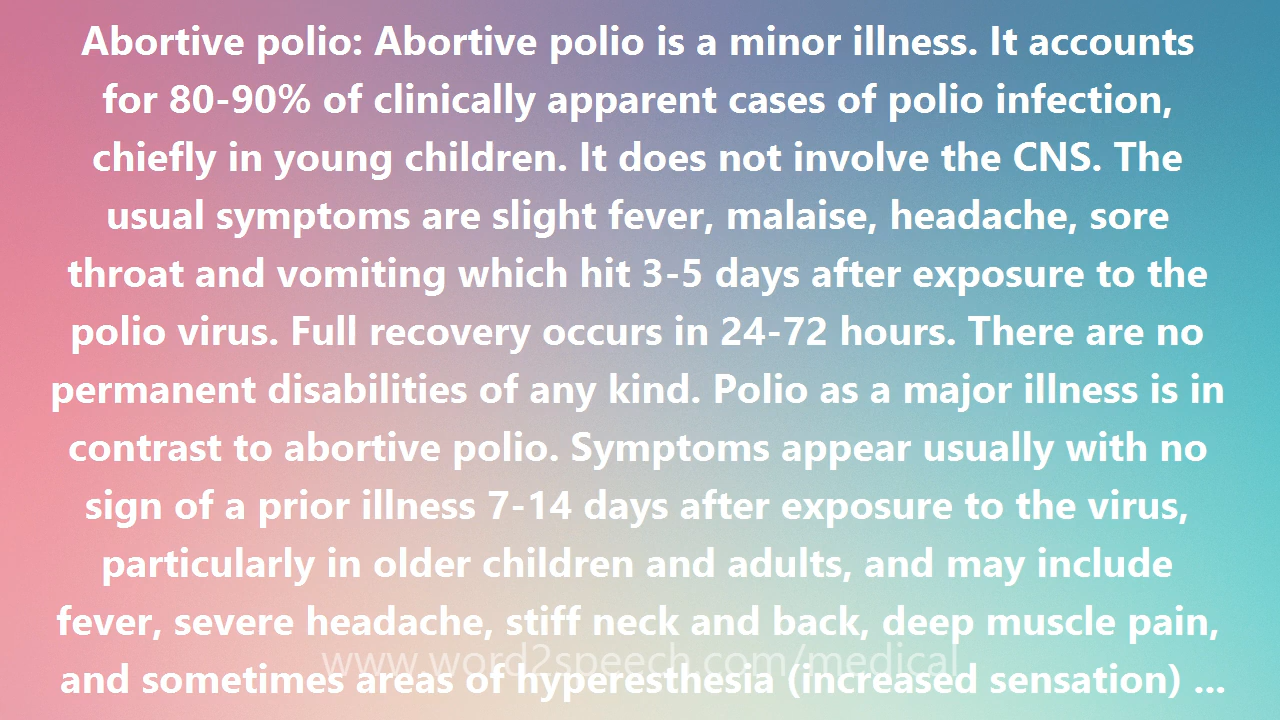 Abortive polio: Abortive polio is a minor illness. It accounts
for 80-90% of clinically apparent cases of polio infection,
chiefly in young children. It does not involve the CNS. The
usual symptoms are slight fever, malaise, headache, sore
throat and vomiting which hit 3-5 days after exposure to the
polio virus. Full recovery occurs in 24-72 hours. There are no
permanent disabilities of any kind. Polio as a major illness is in
contrast to abortive polio. Symptoms appear usually with no
sign of a prior illness 7-14 days after exposure to the virus,
particularly in older children and adults, and may include
fever, severe headache, stiff neck and back, deep muscle pain,
www.word2speech.com/medical
and sometimes areas of hyperesthesia (increased sensation) ...